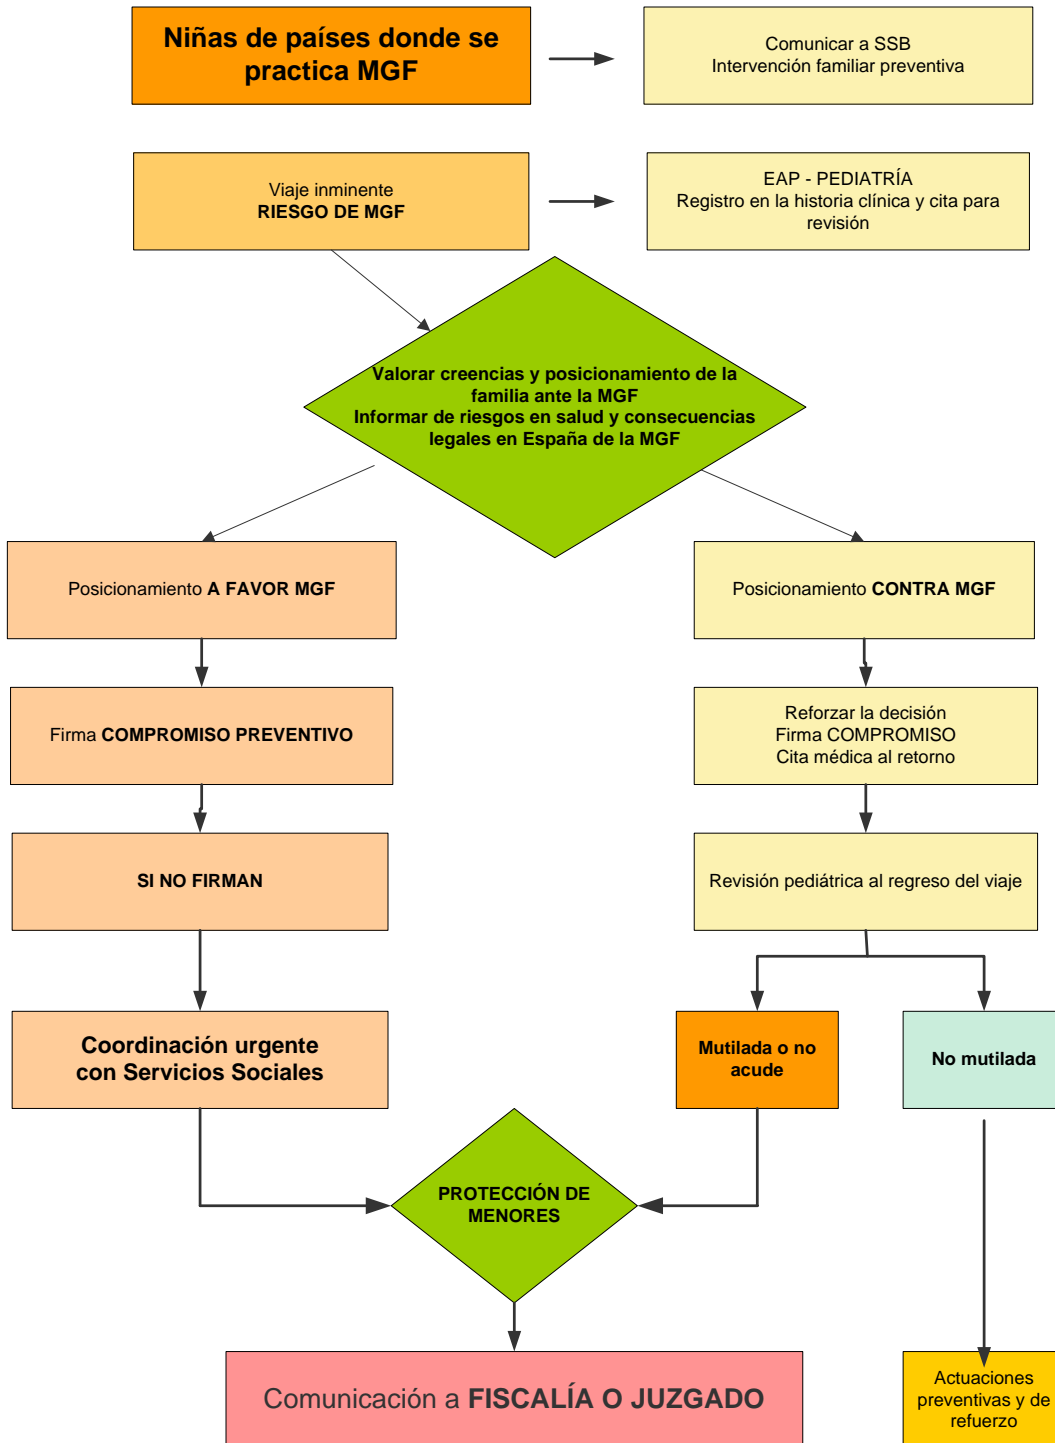 Niñas de países donde se
practica MGF
Comunicar a SSB
Intervención familiar preventiva
Viaje inminente
RIESGO DE MGF
EAP - PEDIATRÍA
Registro en la historia clínica y cita para
revisión
Valorar creencias y posicionamiento de la
familia ante la MGF
Informar de riesgos en salud y consecuencias
legales en España de la MGF
Posicionamiento A FAVOR MGF
Posicionamiento CONTRA MGF
Firma COMPROMISO PREVENTIVO
Reforzar la decisión
Firma COMPROMISO
Cita médica al retorno
SI NO FIRMAN
Revisión pediátrica al regreso del viaje
Coordinación urgente
con Servicios Sociales
Mutilada o no
acude
No mutilada
PROTECCIÓN DE
MENORES
Comunicación a FISCALÍA O JUZGADO
Actuaciones
preventivas y de
refuerzo